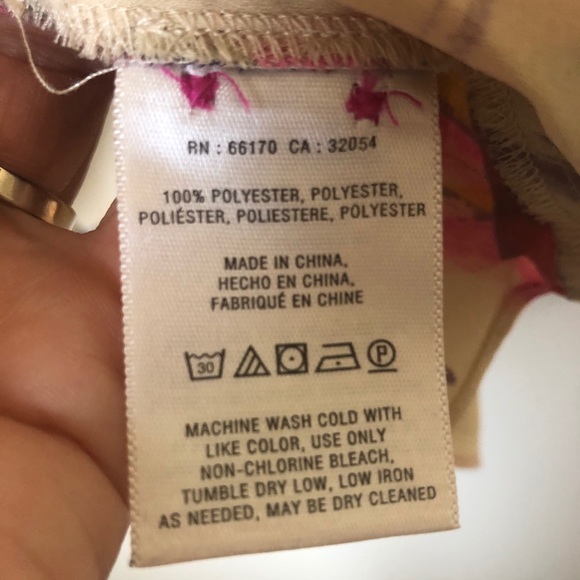 RN : 66170 CA : 32054
100% POLYESTER, POLYESTER,
POLIÉSTER, POLIESTERE, POLYESTER
MADE IN CHINA,
HECHO EN CHINA,
FABRIQUÉ EN CHINE
30 P
MACHINE WASH COLD WITH
LIKE COLOR, USE ONLY
NON-CHLORINE BLEACH,
TUMBLE DRY LOW, LOW IRON
AS NEEDED, MAY BE DRY CLEANED